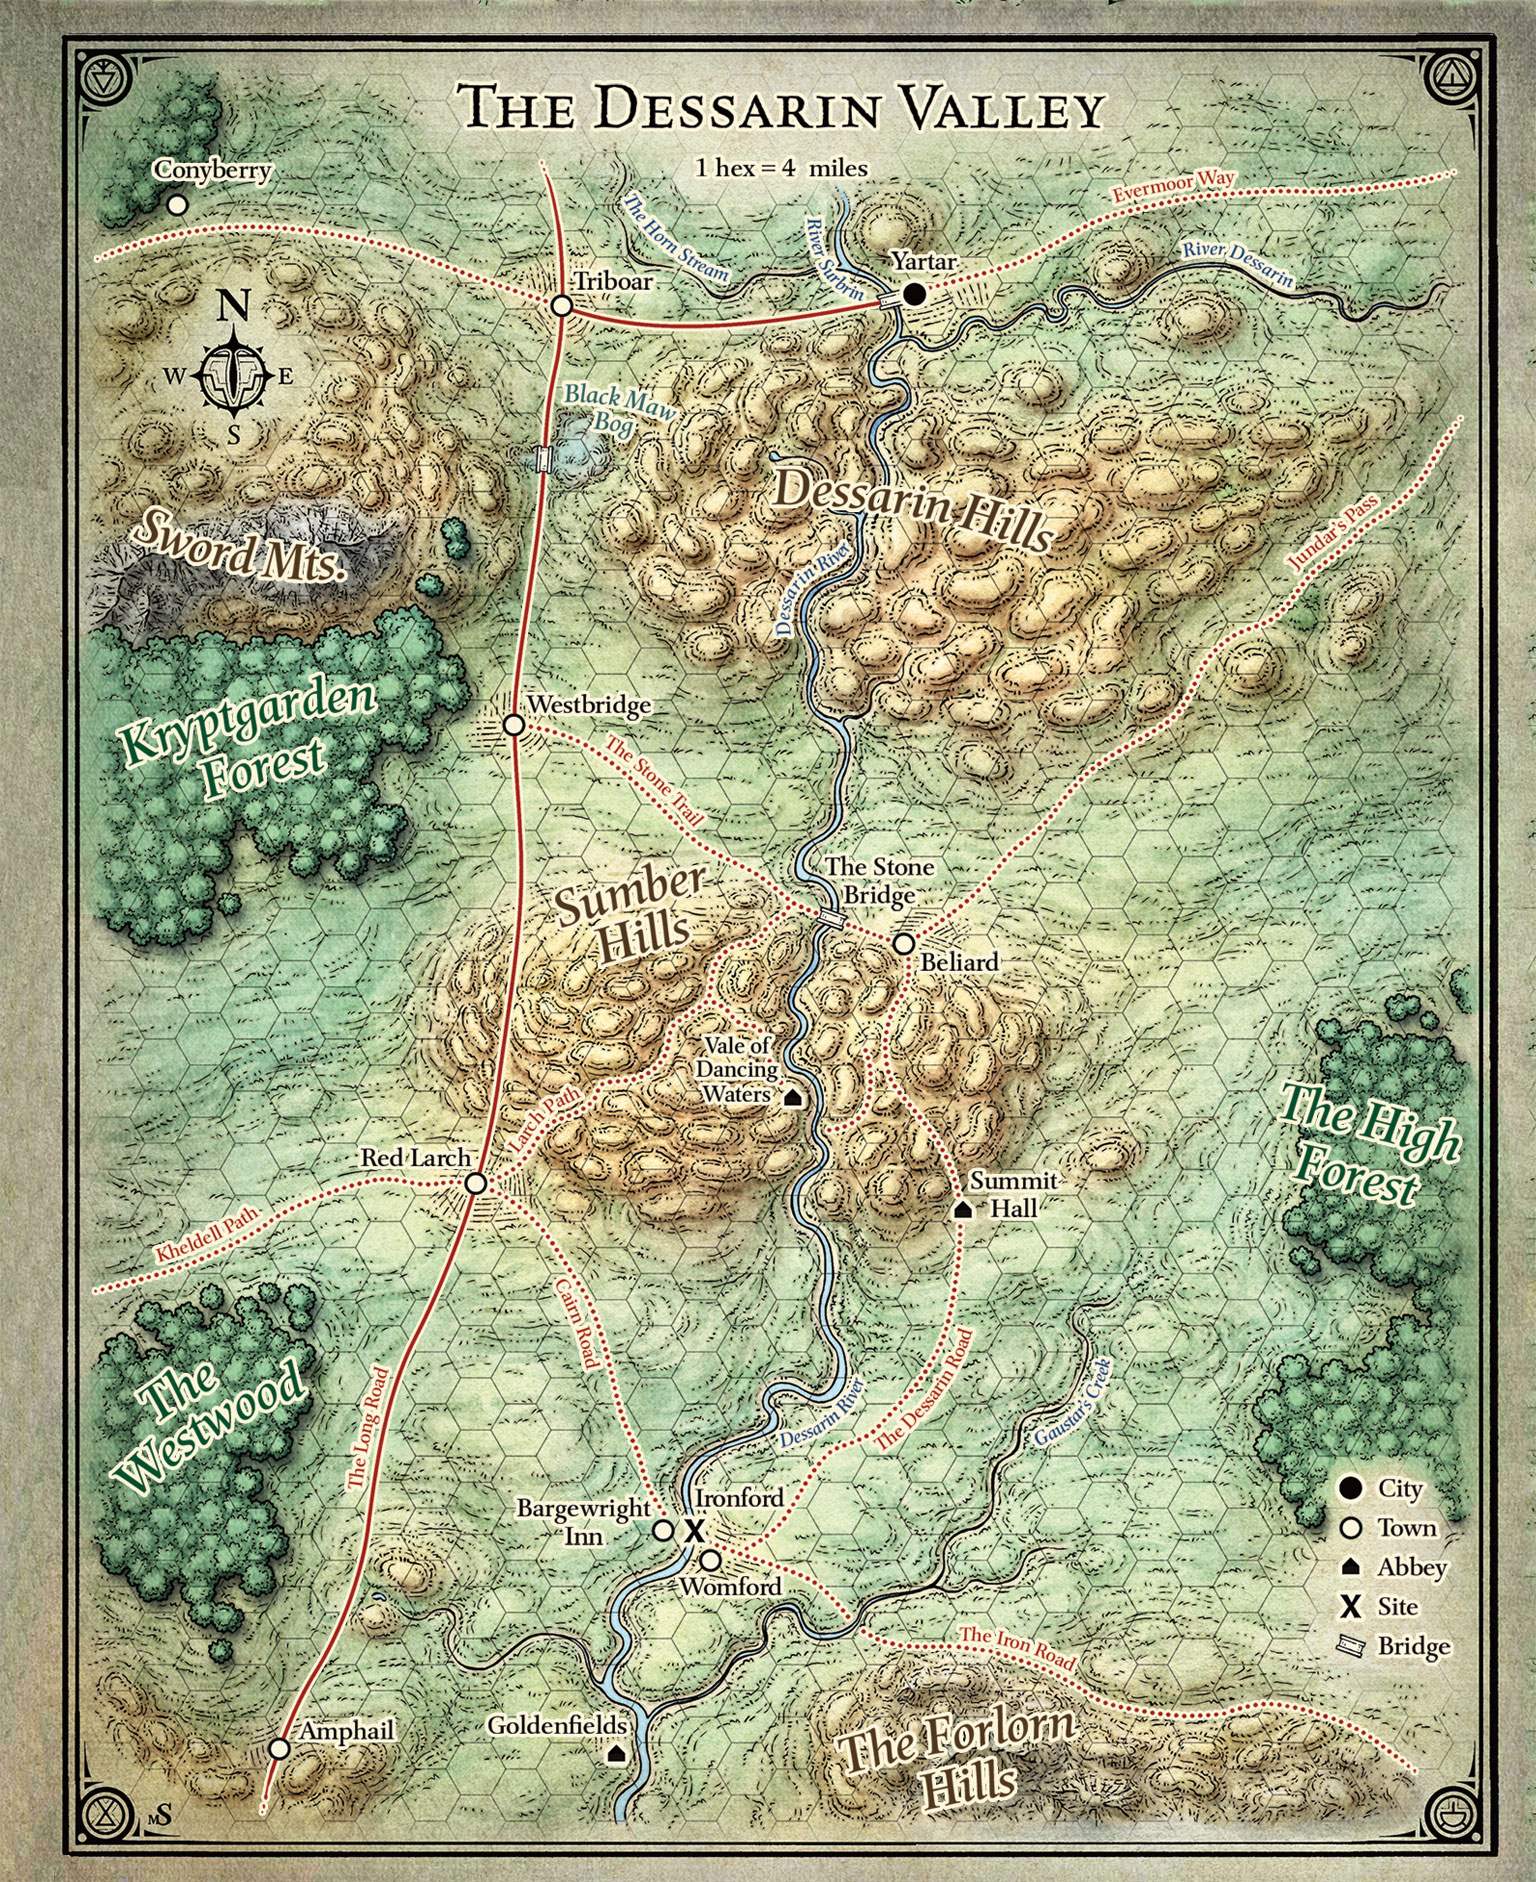 The Dessarin Valley
1 hex = 4 miles
Conyberry
Evermoor Way
The Horn Stream
River Surbrin
Yartar
River Dessarin
Triboar
N
W
E
S
Black Maw
Bog
Dessarin Hills
Jundar's Pass
Sword Mts.
Dessarin River
Kryptgarden
Forest
Westbridge
The Stone Trail
The Stone
Bridge
Sumber
Hills
Beliard
Vale of
Dancing
Waters
Larch Path
The High
Forest
Red Larch
Summit
Hall
Kheldell Path
Cairn Road
The
Westwood
The Long Road
The Dessarin Road
Dessarin River
Gaustar's Creek
Bargewright
Inn
Ironford
X
Womford
City
Town
Abbey
X Site
Bridge
The Iron Road
Amphail
Goldenfields
The Forlorn
Hills
MS